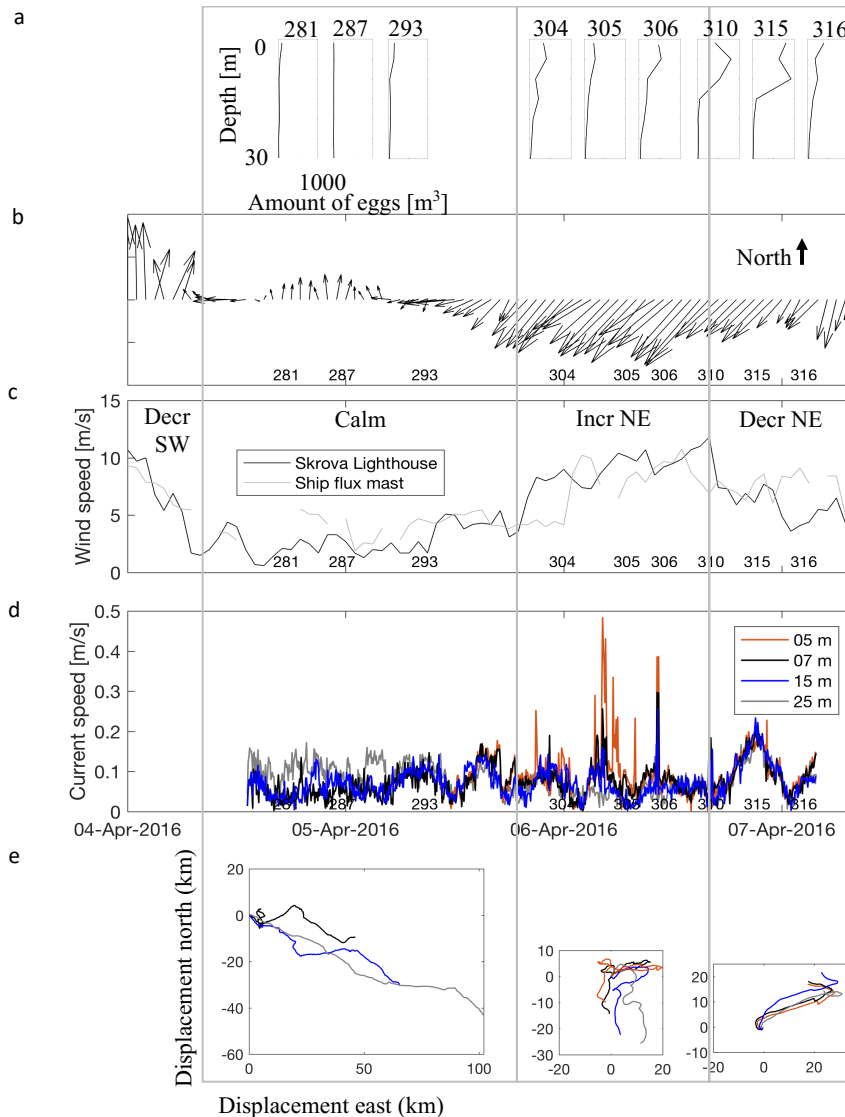 a
281 287 293 304 305 306 310 315 316
0
Depth [m]
30
1000
Amount of eggs [m³]
b
North
281 287 293 304 305 306 310 315 316
c
15
10
5
0
Wind speed [m/s]
Decr SW
Calm
Incr NE
Decr NE
Skrova Lighthouse
Ship flux mast
281 287 293 304 305 306 310 315 316
d
0.5
0.4
0.3
0.2
0.1
0
Current speed [m/s]
05 m
07 m
15 m
25 m
281 287 293 304 305 306 310 315 316
04-Apr-2016 05-Apr-2016 06-Apr-2016 07-Apr-2016
e
Displacement north (km)
20
0
-20
-40
-60
0 50 100
10
5
0
-10
-20
-30
-20 0 20
20
15
10
0
-10
-20 0 20
Displacement east (km)